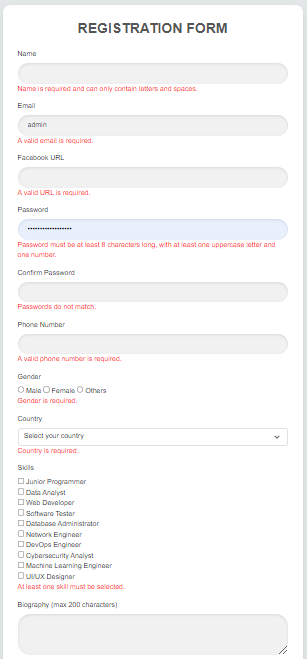 REGISTRATION FORM
Name
Name is required and can only contain letters and spaces.
Email
admin
A valid email is required.
Facebook URL
A valid URL is required.
Password
••••••••••••••••••
Password must be at least 8 characters long, with at least one uppercase letter and
one number.
Confirm Password
Passwords do not match.
Phone Number
A valid phone number is required.
Gender
Male Female Others
Gender is required.
Country
Select your country
Country is required.
Skills
Junior Programmer
Data Analyst
Web Developer
Software Tester
Database Administrator
Network Engineer
DevOps Engineer
Cybersecurity Analyst
Machine Learning Engineer
UI/UX Designer
At least one skill must be selected.
Biography (max 200 characters)